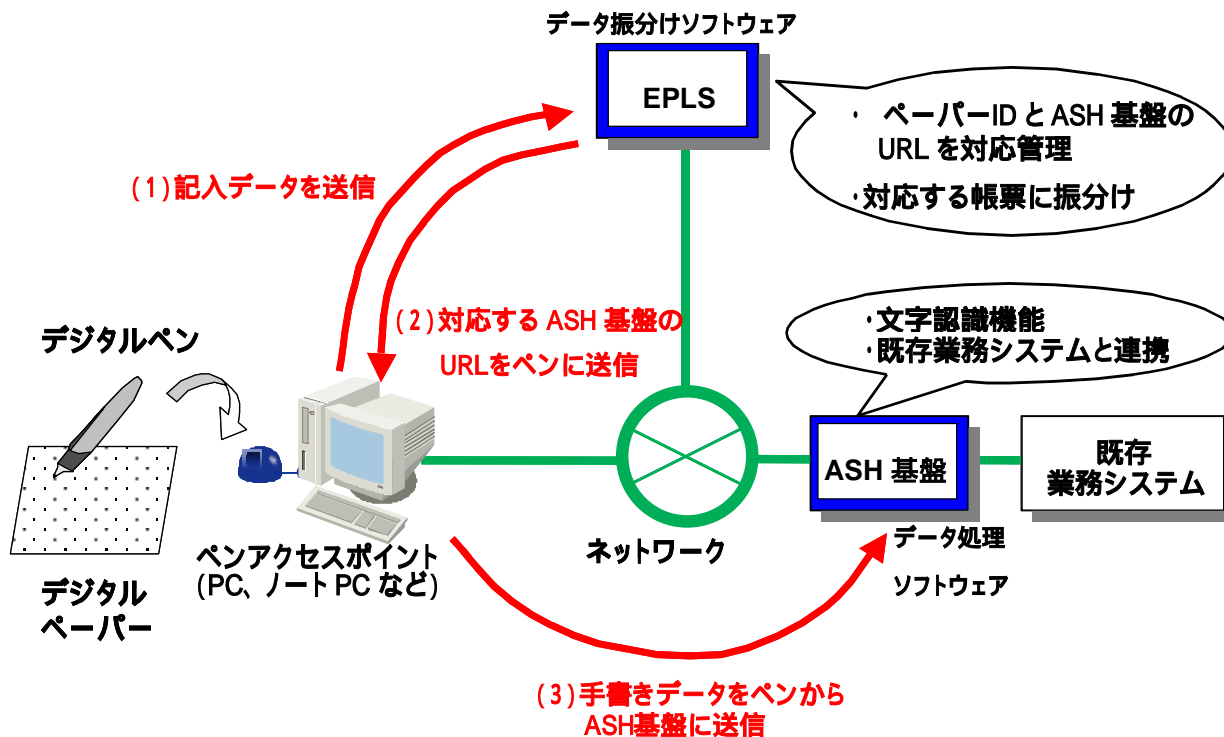 データ振分けソフトウェア
EPLS
・ ペーパーID と ASH 基盤の
URL を対応管理
・対応する帳票に振分け
(1)記入データを送信
(2)対応する ASH 基盤の
URLをペンに送信
・文字認識機能
・既存業務システムと連携
デジタルペン
ASH 基盤
既存
業務システム
データ処理
ソフトウェア
ネットワーク
ペンアクセスポイント
(PC、ノート PC など)
デジタル
ペーパー
(3)手書きデータをペンから
ASH基盤に送信